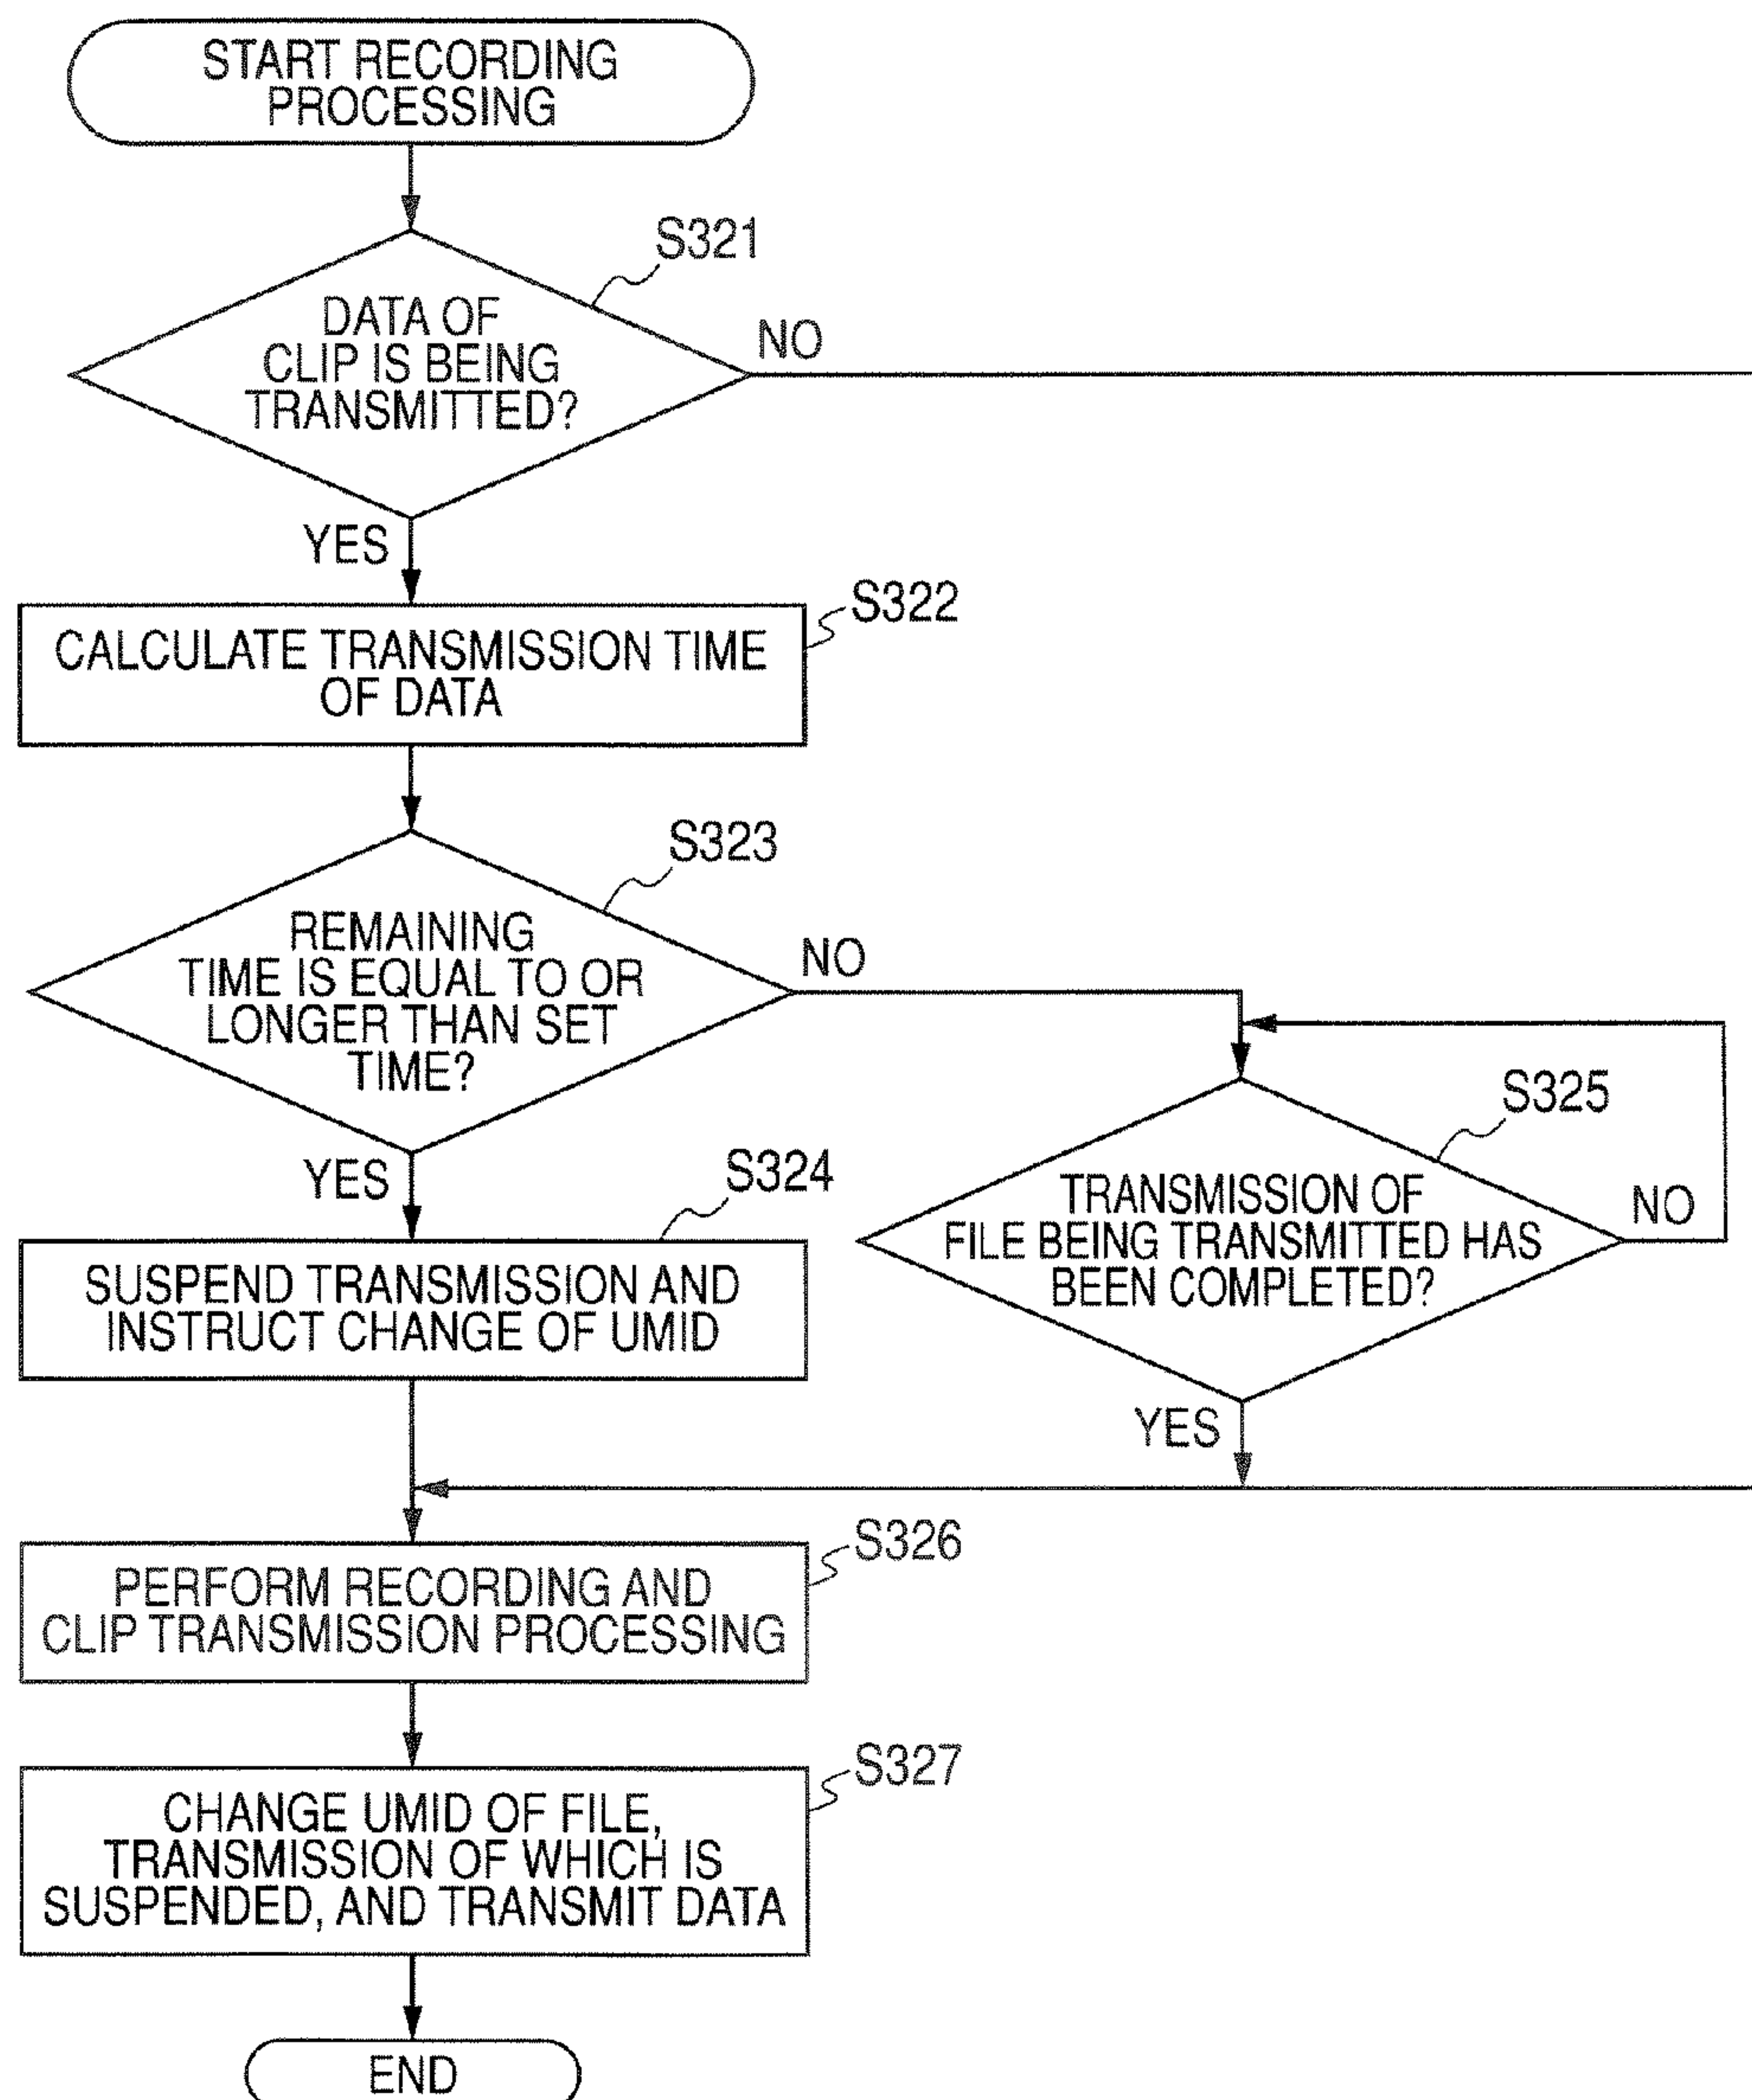 START RECORDING
PROCESSING
S321
DATA OF
CLIP IS BEING
TRANSMITTED?
NO
YES
S322
CALCULATE TRANSMISSION TIME
OF DATA
S323
REMAINING
TIME IS EQUAL TO OR
LONGER THAN SET
TIME?
NO
YES
S325
TRANSMISSION OF
FILE BEING TRANSMITTED HAS
BEEN COMPLETED?
NO
YES
S324
SUSPEND TRANSMISSION AND
INSTRUCT CHANGE OF UMID
S326
PERFORM RECORDING AND
CLIP TRANSMISSION PROCESSING
S327
CHANGE UMID OF FILE,
TRANSMISSION OF WHICH IS
SUSPENDED, AND TRANSMIT DATA
END